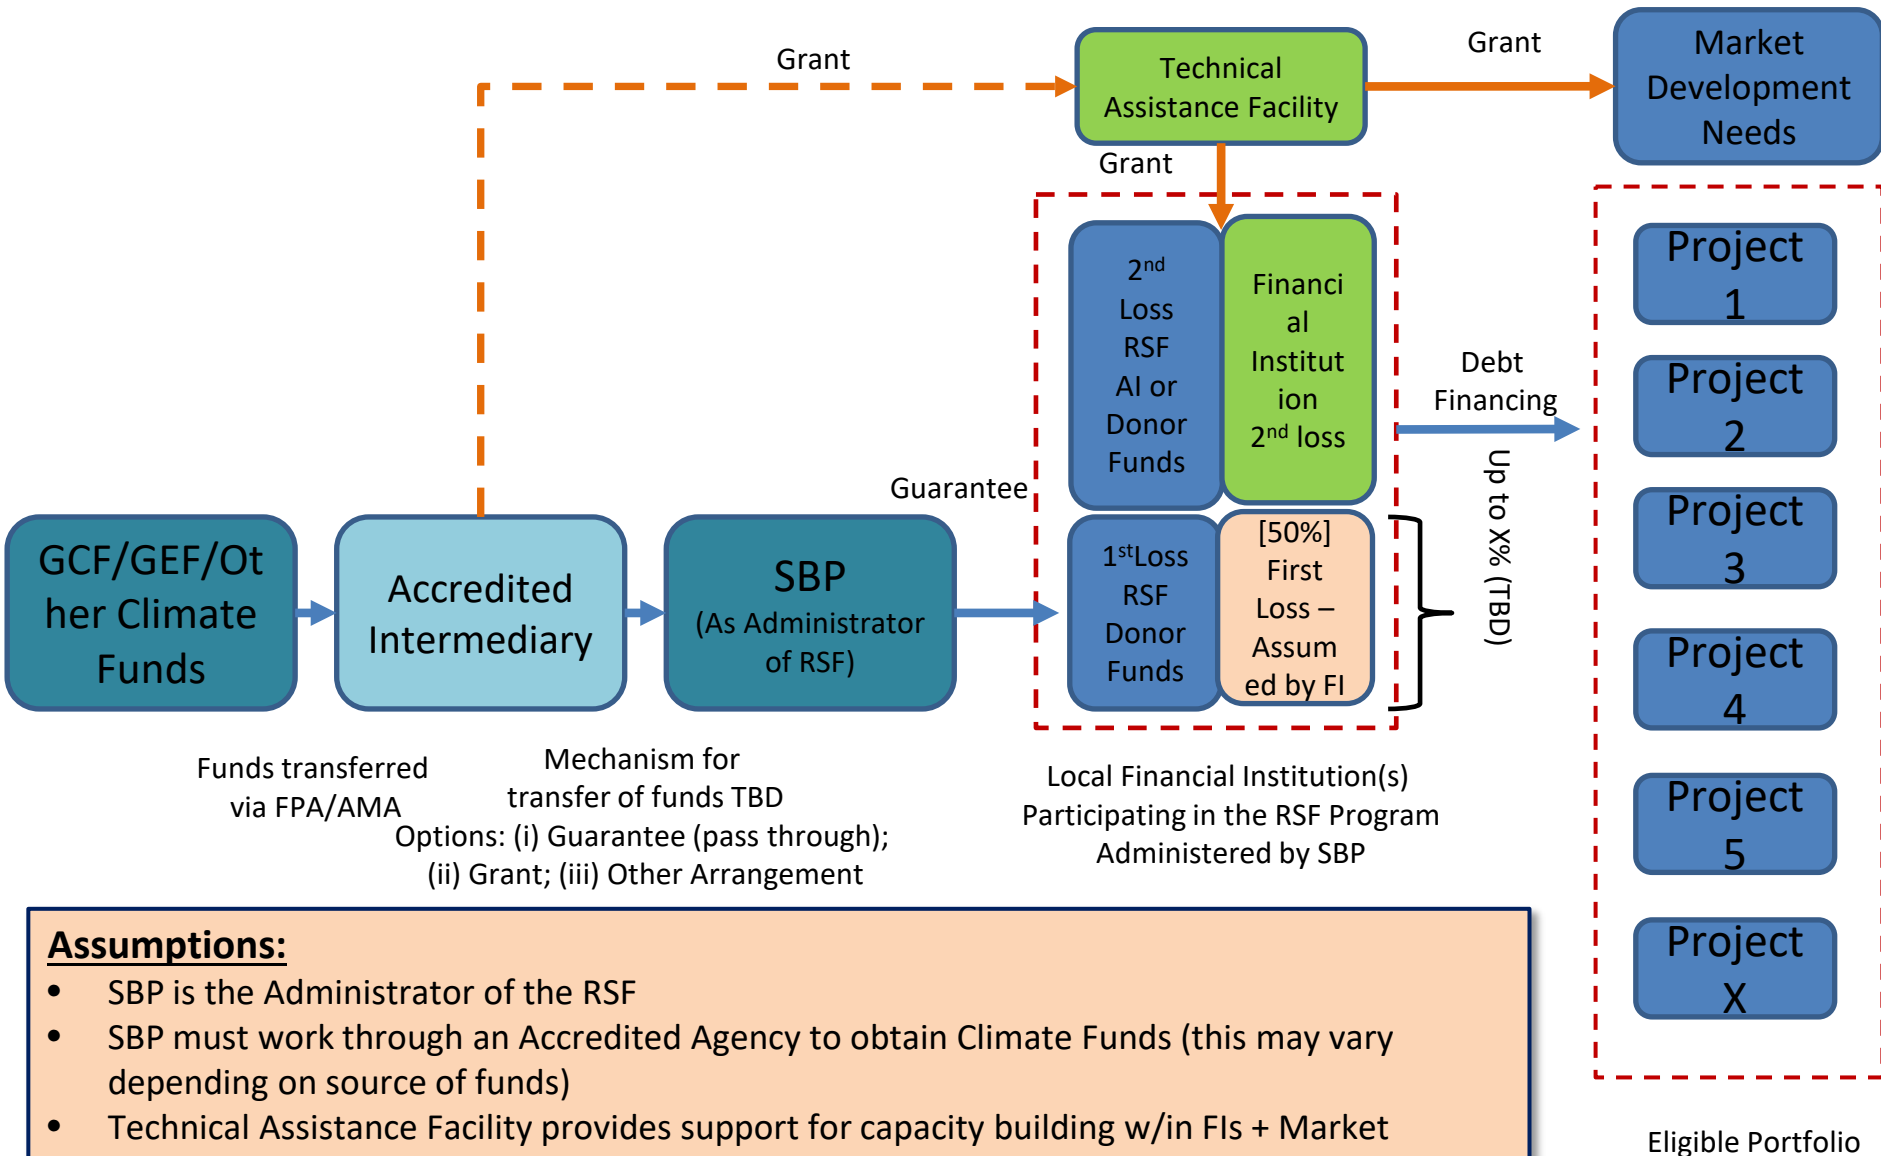 Grant
Technical
Assistance Facility
Grant
Market
Development
Needs
Grant
2nd
Loss
RSF
AI or
Donor
Funds
Financi
al
Institut
ion
2nd loss
Guarantee
1stLoss
RSF
Donor
Funds
[50%]
First
Loss –
Assum
ed by FI
Debt
Financing
Up to X% (TBD)
GCF/GEF/Ot
her Climate
Funds
Accredited
Intermediary
SBP
(As Administrator
of RSF)
Project
1
Project
2
Project
3
Project
4
Project
5
Project
X
Funds transferred
via FPA/AMA
Mechanism for
transfer of funds TBD
Options: (i) Guarantee (pass through);
(ii) Grant; (iii) Other Arrangement
Local Financial Institution(s)
Participating in the RSF Program
Administered by SBP
Assumptions:
• SBP is the Administrator of the RSF
• SBP must work through an Accredited Agency to obtain Climate Funds (this may vary
depending on source of funds)
• Technical Assistance Facility provides support for capacity building w/in FIs + Market
Eligible Portfolio